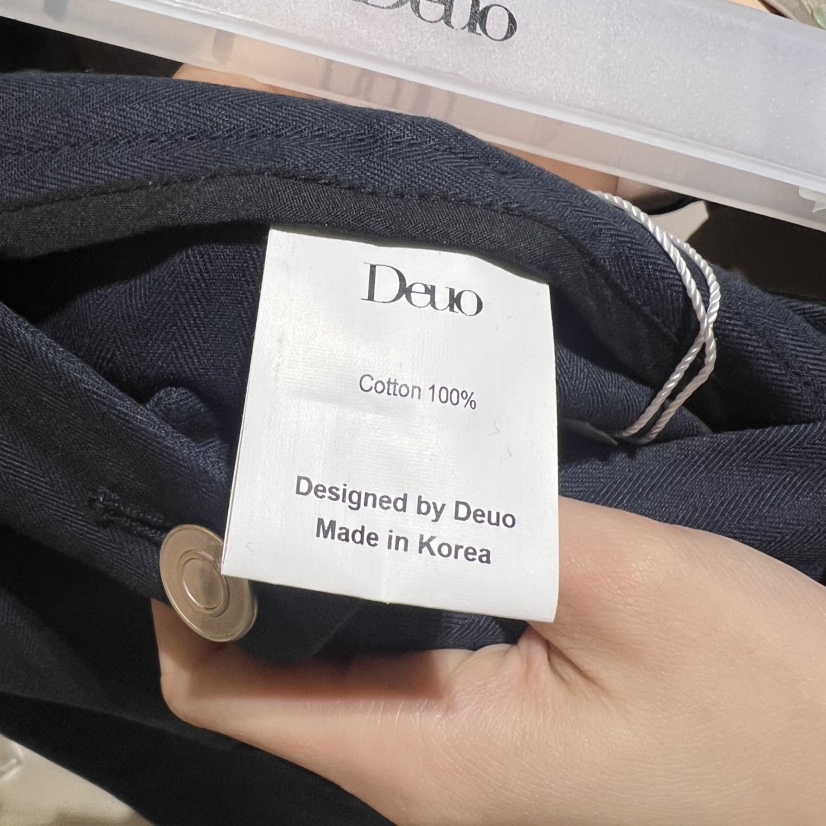 Deuo
Deuo
Cotton 100%
Designed by Deuo
Made in Korea